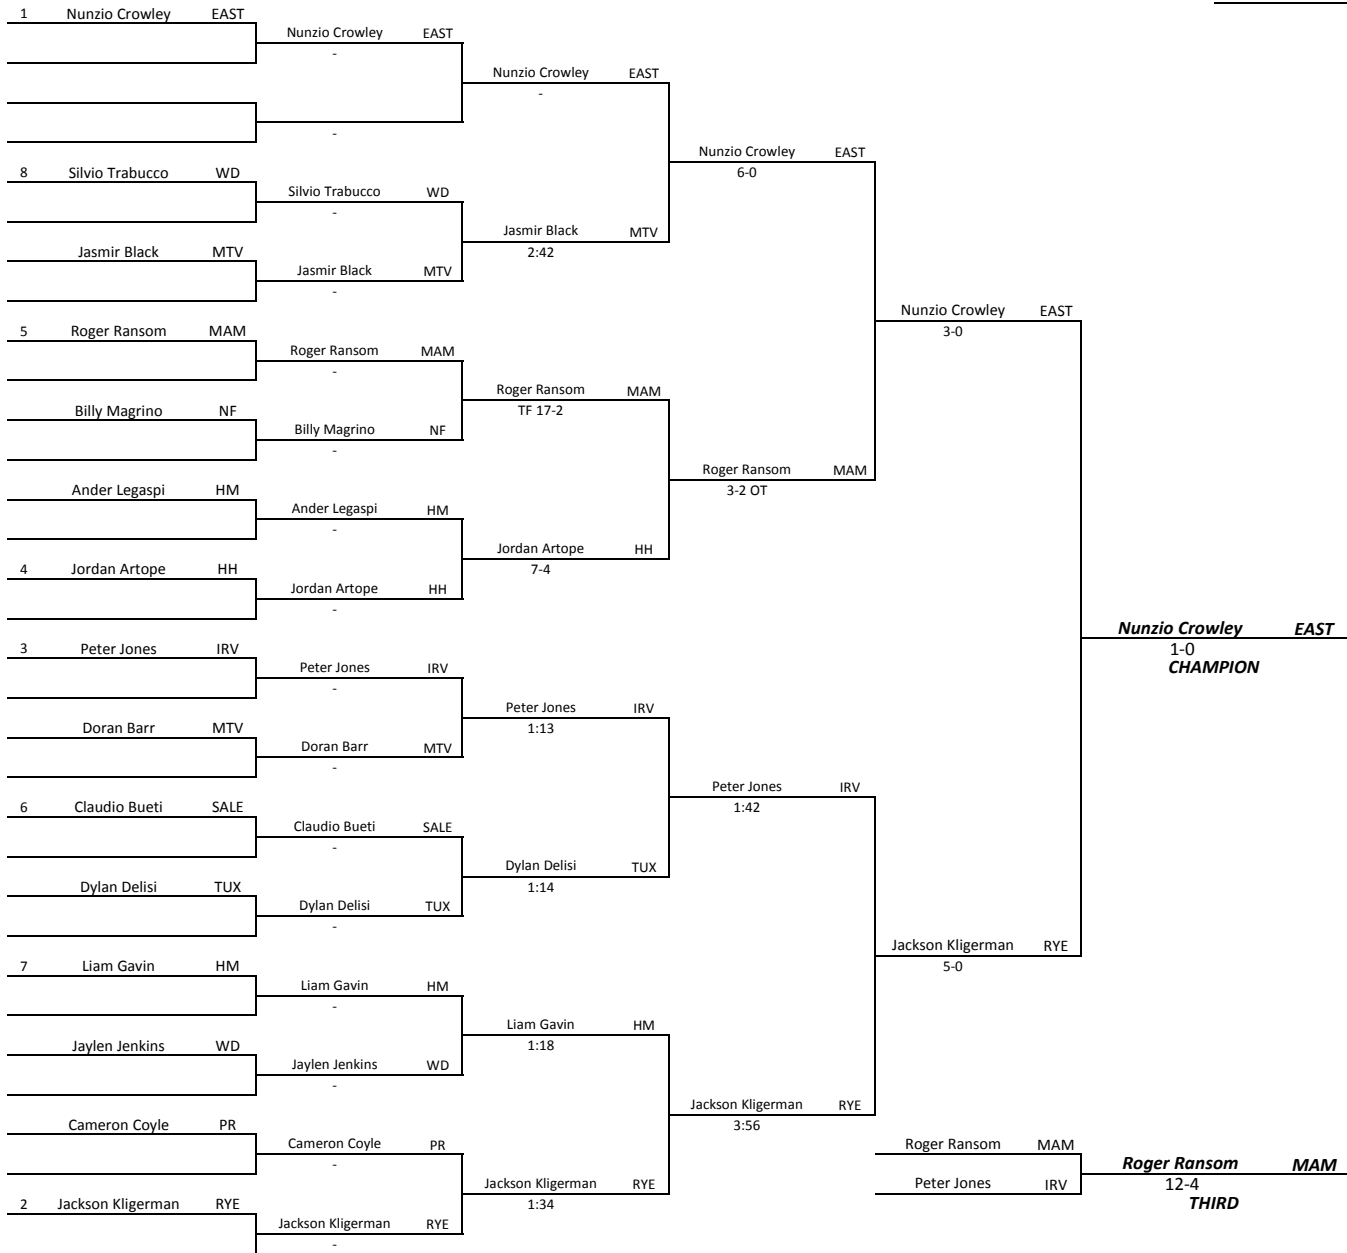 1 Nunzio Crowley EAST
Nunzio Crowley EAST
-
Nunzio Crowley EAST
-
-
Nunzio Crowley EAST
6-0
8 Silvio Trabucco WD
Silvio Trabucco WD
-
Jasmir Black MTV
2:42
Jasmir Black MTV
Jasmir Black MTV
-
Nunzio Crowley EAST
3-0
5 Roger Ransom MAM
Roger Ransom MAM
-
Roger Ransom MAM
TF 17-2
Billy Magrino NF
Billy Magrino NF
-
Roger Ransom MAM
3-2 OT
Ander Legaspi HM
Ander Legaspi HM
-
Jordan Artope HH
7-4
4 Jordan Artope HH
Jordan Artope HH
-
Nunzio Crowley EAST
1-0
CHAMPION
3 Peter Jones IRV
Peter Jones IRV
-
Peter Jones IRV
1:13
Doran Barr MTV
Doran Barr MTV
-
Peter Jones IRV
1:42
6 Claudio Bueti SALE
Claudio Bueti SALE
-
Dylan Delisi TUX
1:14
Dylan Delisi TUX
Dylan Delisi TUX
-
Jackson Kligerman RYE
5-0
7 Liam Gavin HM
Liam Gavin HM
-
Liam Gavin HM
1:18
Jaylen Jenkins WD
Jaylen Jenkins WD
-
Jackson Kligerman RYE
3:56
Cameron Coyle PR
Cameron Coyle PR
-
Jackson Kligerman RYE
1:34
2 Jackson Kligerman RYE
Jackson Kligerman RYE
-
Roger Ransom MAM
Peter Jones IRV
Roger Ransom MAM
12-4
THIRD